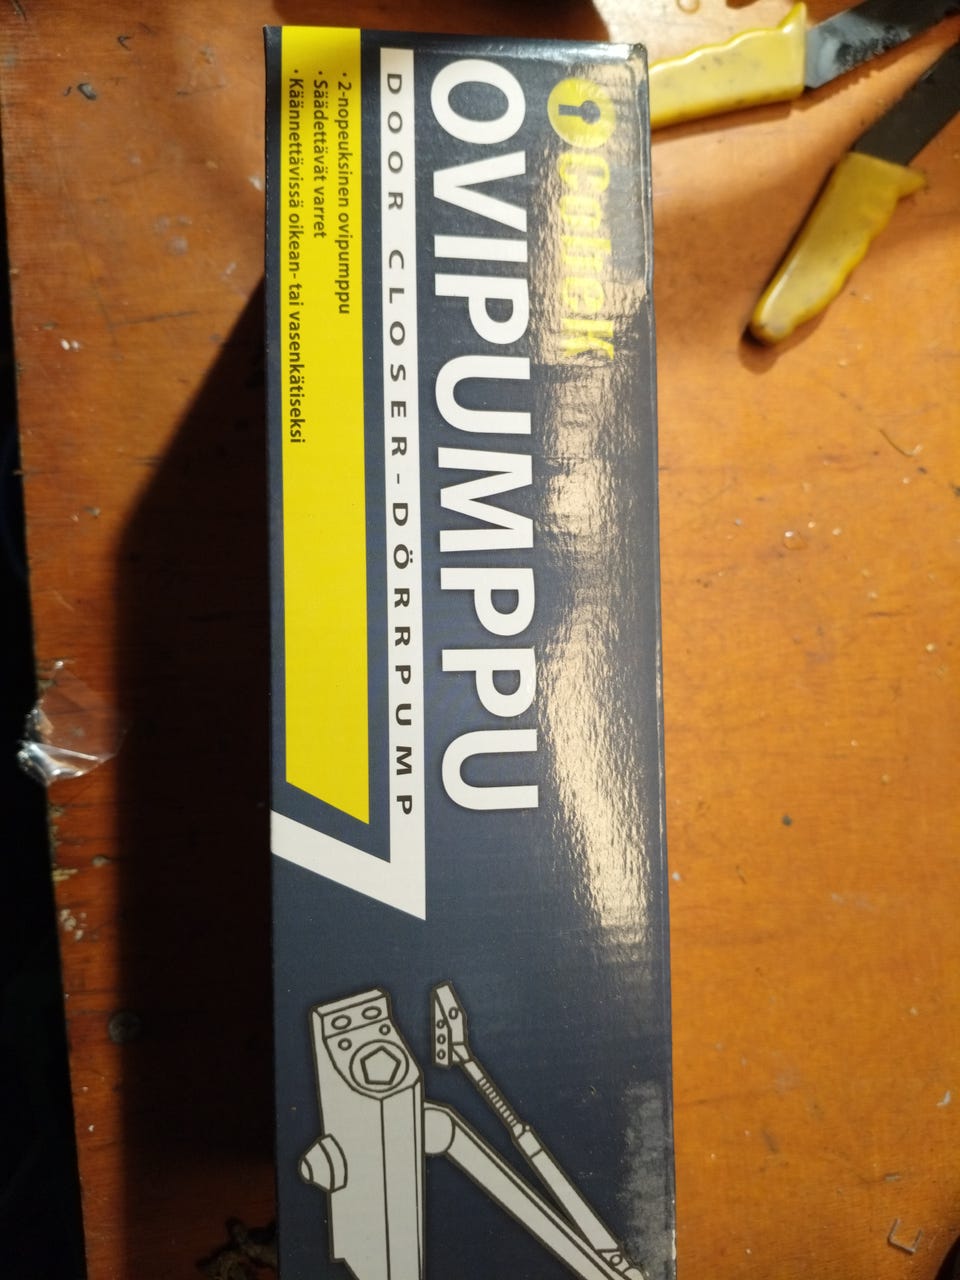 OVIPUMPPU
DOOR CLOSER-DÖRRPUMP
· 2-nopeuksinen ovipumppu
· Säädettävät varret
· Käännettävissä oikean- tai vasenkätiseksi